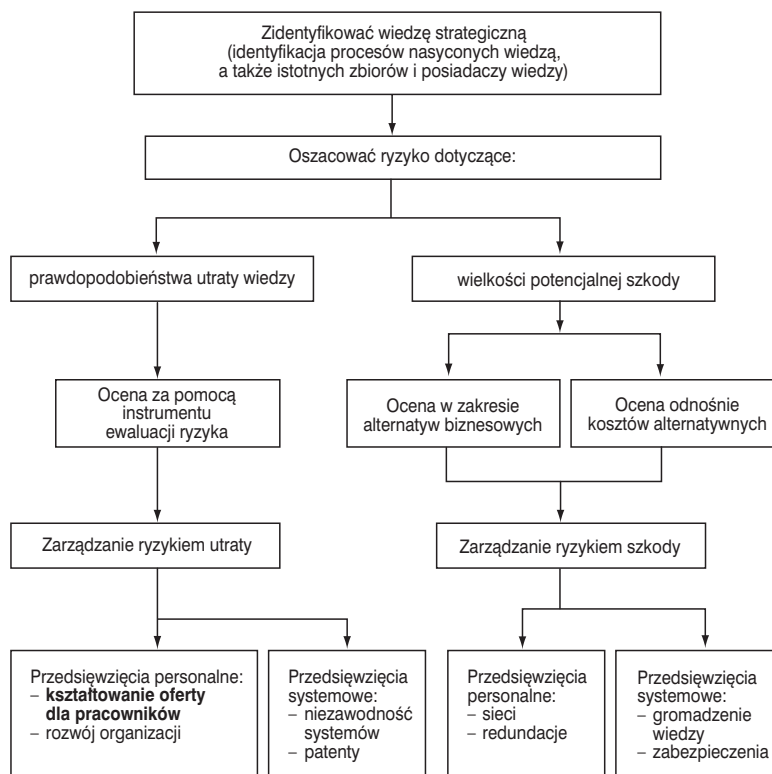 Zidentyfikować wiedzę strategiczną
(identyfikacja procesów nasyconych wiedzą,
a także istotnych zbiorów i posiadaczy wiedzy)
Oszacować ryzyko dotyczące:
prawdopodobieństwa utraty wiedzy
wielkości potencjalnej szkody
Ocena za pomocą
instrumentu
ewaluacji ryzyka
Ocena w zakresie
alternatyw biznesowych
Ocena odnośnie
kosztów alternatywnych
Zarządzanie ryzykiem utraty
Zarządzanie ryzykiem szkody
Przedsięwzięcia personalne:
– kształtowanie oferty
dla pracowników
– rozwój organizacji
Przedsięwzięcia
systemowe:
– niezawodność
systemów
– patenty
Przedsięwzięcia
personalne:
– sieci
– redundacje
Przedsięwzięcia
systemowe:
– gromadzenie
wiedzy
– zabezpieczenia